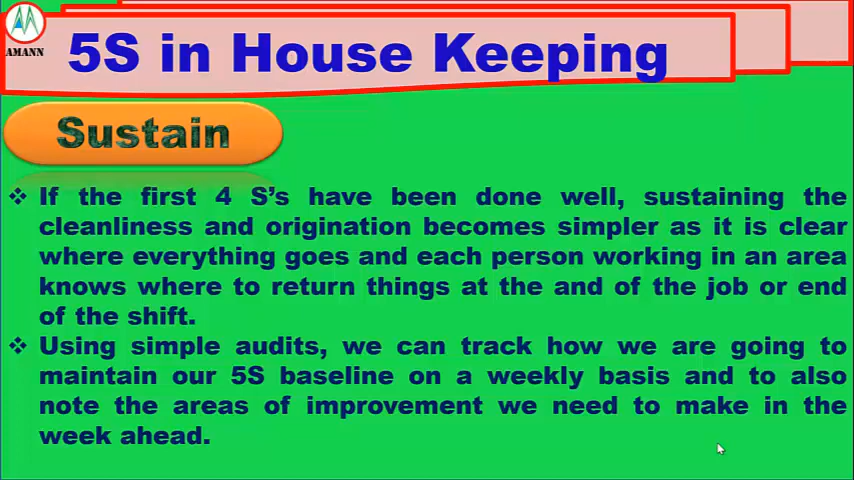 AMANN
5S in House Keeping
Sustain
❖ If the first 4 S's have been done well, sustaining the
cleanliness and origination becomes simpler as it is clear
where everything goes and each person working in an area
knows where to return things at the and of the job or end
of the shift.
❖ Using simple audits, we can track how we are going to
maintain our 5S baseline on a weekly basis and to also
note the areas of improvement we need to make in the
week ahead.